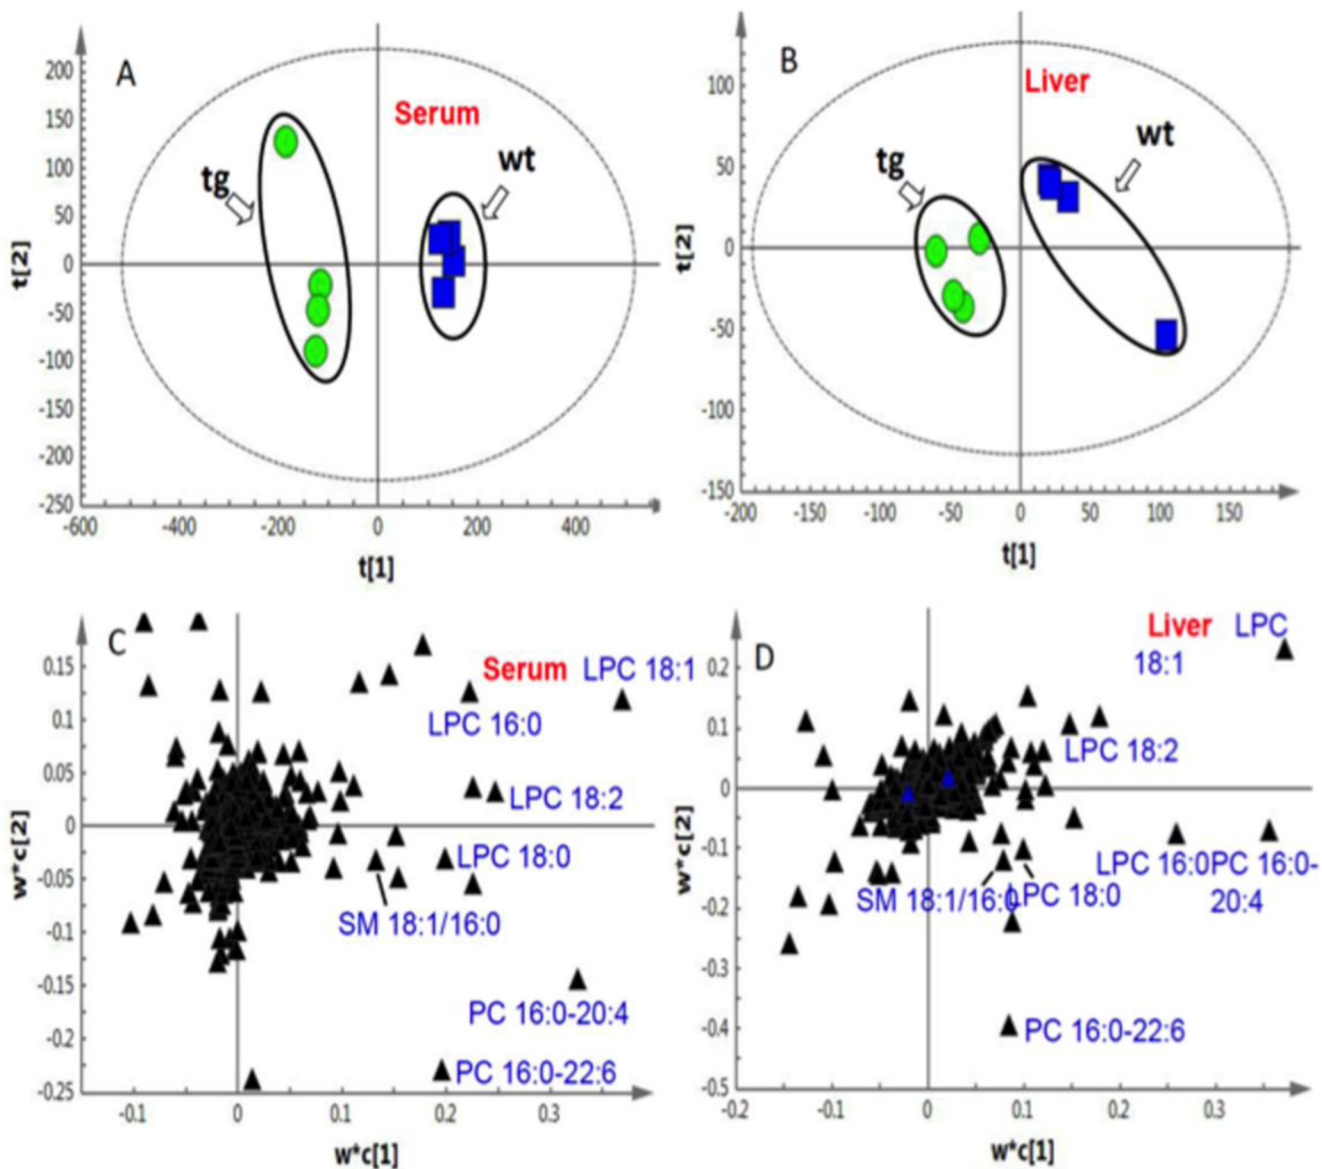 A
Serum
tg
wt
t[2]
200
150
100
50
0
-50
-100
-150
-200
-250
-600
-400
-200
0
200
400
t[1]
B
Liver
tg
wt
t[2]
100
50
0
-50
-100
-150
-200
-150
-100
-50
0
50
100
150
t[1]
C
Serum
LPC 18:1
LPC 16:0
LPC 18:2
LPC 18:0
SM 18:1/16:0
PC 16:0-20:4
PC 16:0-22:6
w*c[2]
0.15
0.1
0.05
0
-0.05
-0.1
-0.15
-0.2
-0.25
-0.1
0
0.1
0.2
0.3
w*c[1]
D
Liver
LPC
18:1
LPC 18:2
LPC 16:0
PC 16:0-
20:4
SM 18:1/16:0
LPC 18:0
PC 16:0-22:6
w*c[2]
0.2
0.1
0
-0.1
-0.2
-0.3
-0.4
-0.5
-0.2
-0.1
0
0.1
0.2
0.3
w*c[1]